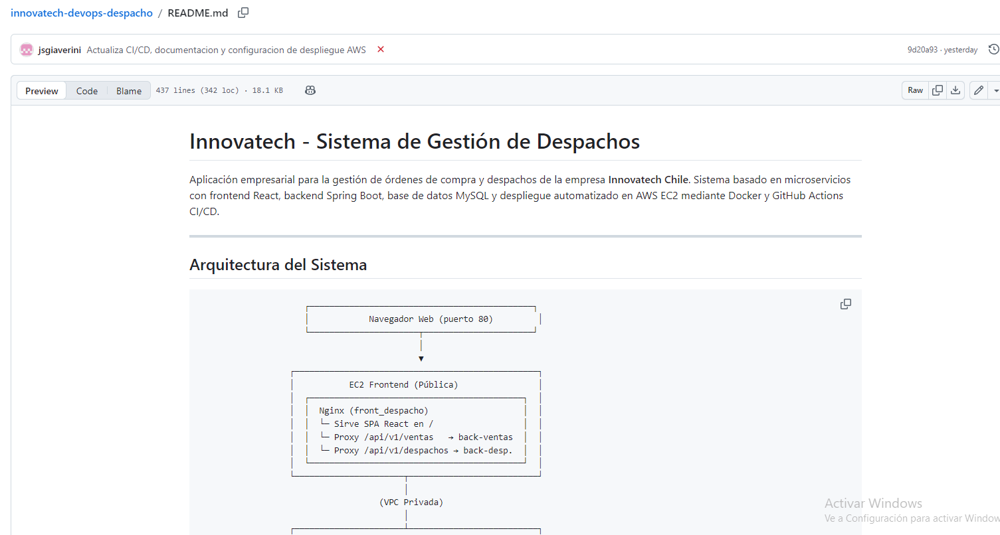 innovatech-devops-despacho / README.md
jsgiaverini Actualiza CI/CD, documentacion y configuracion de despliegue AWS
9d20a93 · yesterday
Preview Code Blame 437 lines (342 loc) · 18.1 KB
Raw
Innovatech - Sistema de Gestión de Despachos
Aplicación empresarial para la gestión de órdenes de compra y despachos de la empresa Innovatech Chile. Sistema basado en microservicios
con frontend React, backend Spring Boot, base de datos MySQL y despliegue automatizado en AWS EC2 mediante Docker y GitHub Actions
CI/CD.
Arquitectura del Sistema
Navegador Web (puerto 80)
EC2 Frontend (Pública)
Nginx (front_despacho)
└─ Sirve SPA React en /
└─ Proxy /api/v1/ventas → back-ventas
└─ Proxy /api/v1/despachos → back-desp.
(VPC Privada)
Activar Windows
Ve a Configuración para activar Window